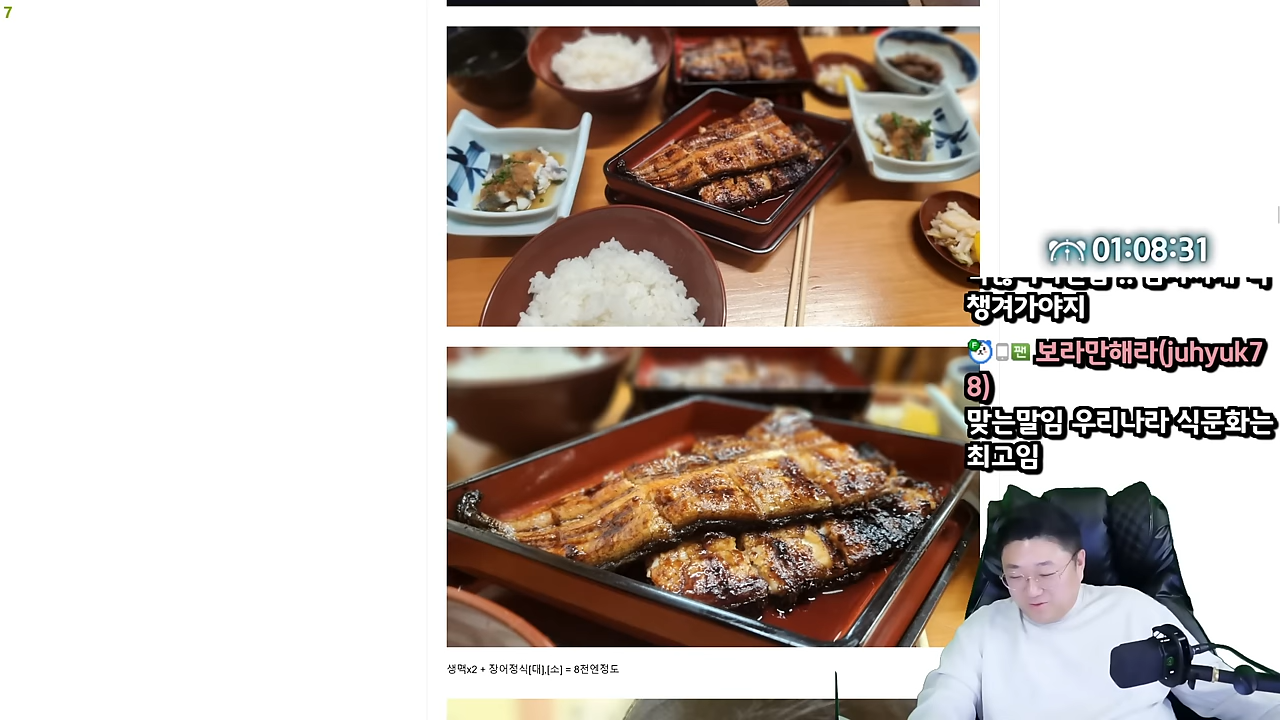 7
01:08:31
챙겨가야지
팬 보라만해라(juhyuk7
8)
맞는말임 우리나라 식문화는
최고임
생맥x2 + 장어정식[대],[소] = 8천엔정도